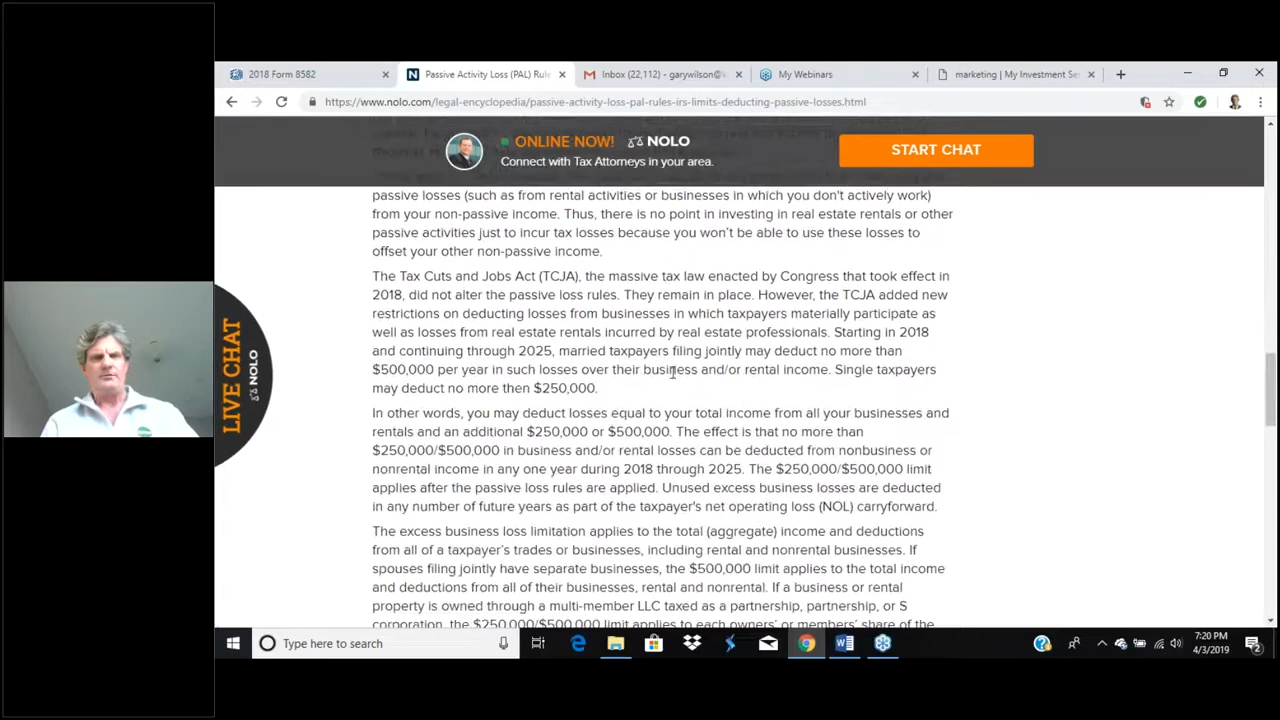 2018 Form 8582
Passive Activity Loss (PAL) Rule
Inbox (22,112) - garywilson@
My Webinars
marketing | My Investment Se
https://www.nolo.com/legal-encyclopedia/passive-activity-loss-pal-rules-irs-limits-deducting-passive-losses.html
ONLINE NOW! NOLO
Connect with Tax Attorneys in your area.
START CHAT
passive losses (such as from rental activities or businesses in which you don't actively work)
from your non-passive income. Thus, there is no point in investing in real estate rentals or other
passive activities just to incur tax losses because you won't be able to use these losses to
offset your other non-passive income.
The Tax Cuts and Jobs Act (TCJA), the massive tax law enacted by Congress that took effect in
2018, did not alter the passive loss rules. They remain in place. However, the TCJA added new
restrictions on deducting losses from businesses in which taxpayers materially participate as
well as losses from real estate rentals incurred by real estate professionals. Starting in 2018
and continuing through 2025, married taxpayers filing jointly may deduct no more than
$500,000 per year in such losses over their business and/or rental income. Single taxpayers
may deduct no more then $250,000.
In other words, you may deduct losses equal to your total income from all your businesses and
rentals and an additional $250,000 or $500,000. The effect is that no more than
$250,000/$500,000 in business and/or rental losses can be deducted from nonbusiness or
nonrental income in any one year during 2018 through 2025. The $250,000/$500,000 limit
applies after the passive loss rules are applied. Unused excess business losses are deducted
in any number of future years as part of the taxpayer's net operating loss (NOL) carryforward.
The excess business loss limitation applies to the total (aggregate) income and deductions
from all of a taxpayer's trades or businesses, including rental and nonrental businesses. If
spouses filing jointly have separate businesses, the $500,000 limit applies to the total income
and deductions from all of their businesses, rental and nonrental. If a business or rental
property is owned through a multi-member LLC taxed as a partnership, partnership, or S
corporation, the $250,000/$500,000 limit applies to each owners' or members' share of the
LIVE CHAT
NOLO
Type here to search
7:20 PM
4/3/2019
2